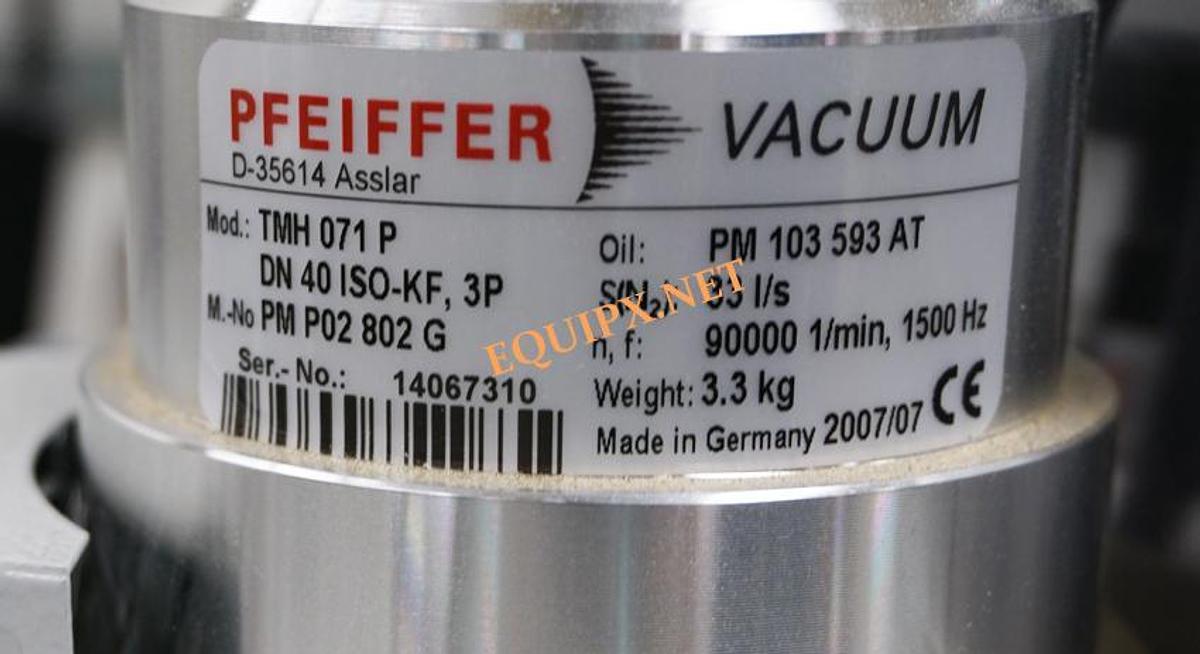 PFEIFFER VACUUM
D-35614 Asslar
Mod.: TMH 071 P
DN 40 ISO-KF, 3P
M.-No PM P02 802 G
Ser.- No.: 14067310
Oil: PM 103 593 AT
S(N₂): l/s
n, f: 90000 1/min, 1500 Hz
Weight: 3.3 kg
Made in Germany 2007/07 CE
EQUIPX.NET